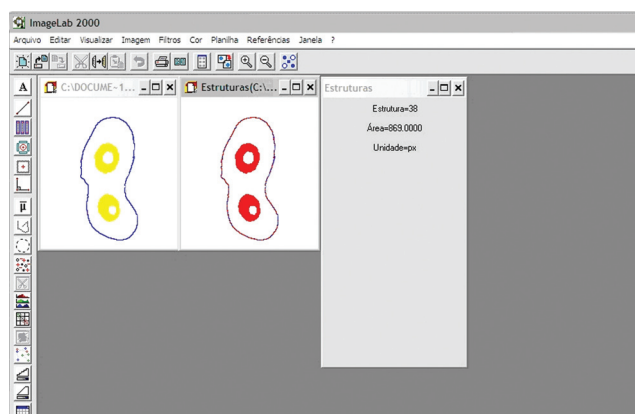 ImageLab 2000
Arquivo Editar Visualizar Imagem Filtros Cor Planilha Referências Janela ?
C:\DOCUME~1...
Estruturas(C:\...
Estruturas
Estrutura=38
Área=869.0000
Unidade=px
A
μ